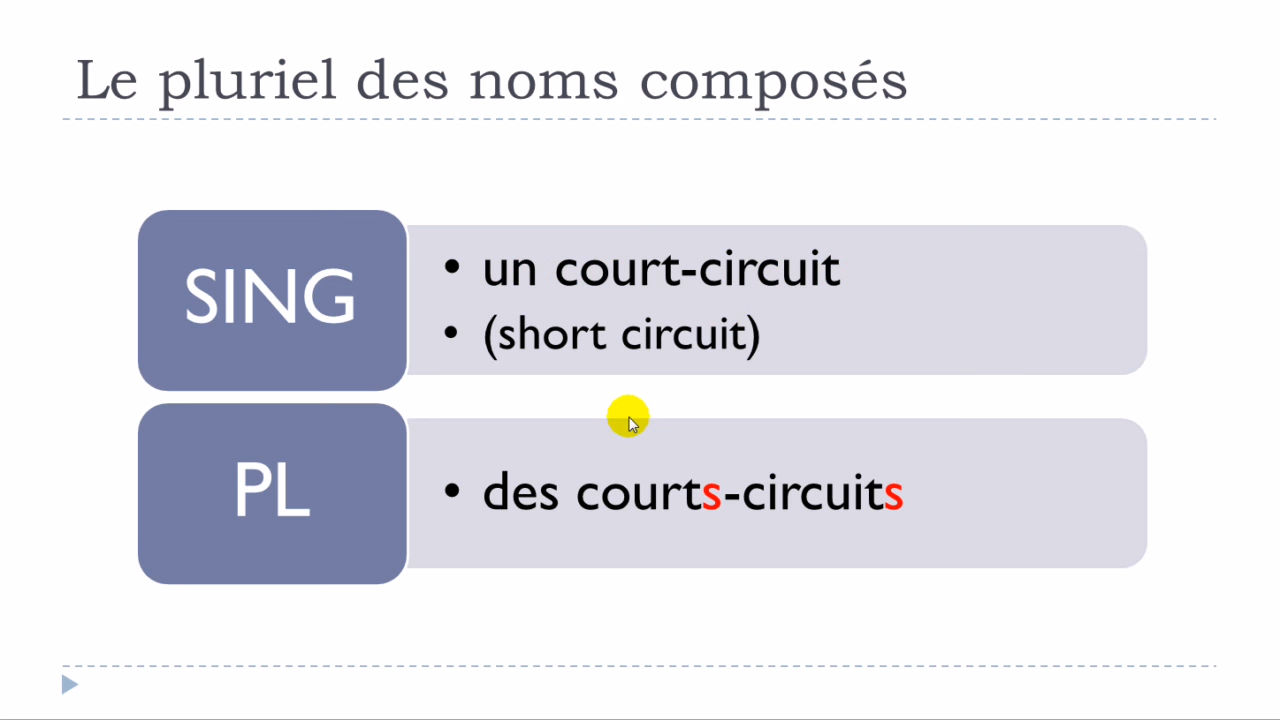 Le pluriel des noms composés
SING
• un court-circuit
• (short circuit)
PL
• des courts-circuits